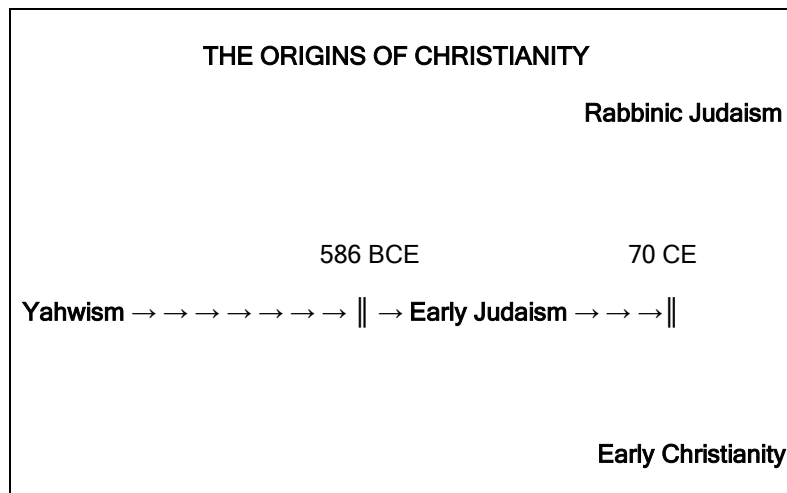 THE ORIGINS OF CHRISTIANITY
Rabbinic Judaism
586 BCE 70 CE
Yahwism → → → → → → → ‖ → Early Judaism → → →‖
Early Christianity